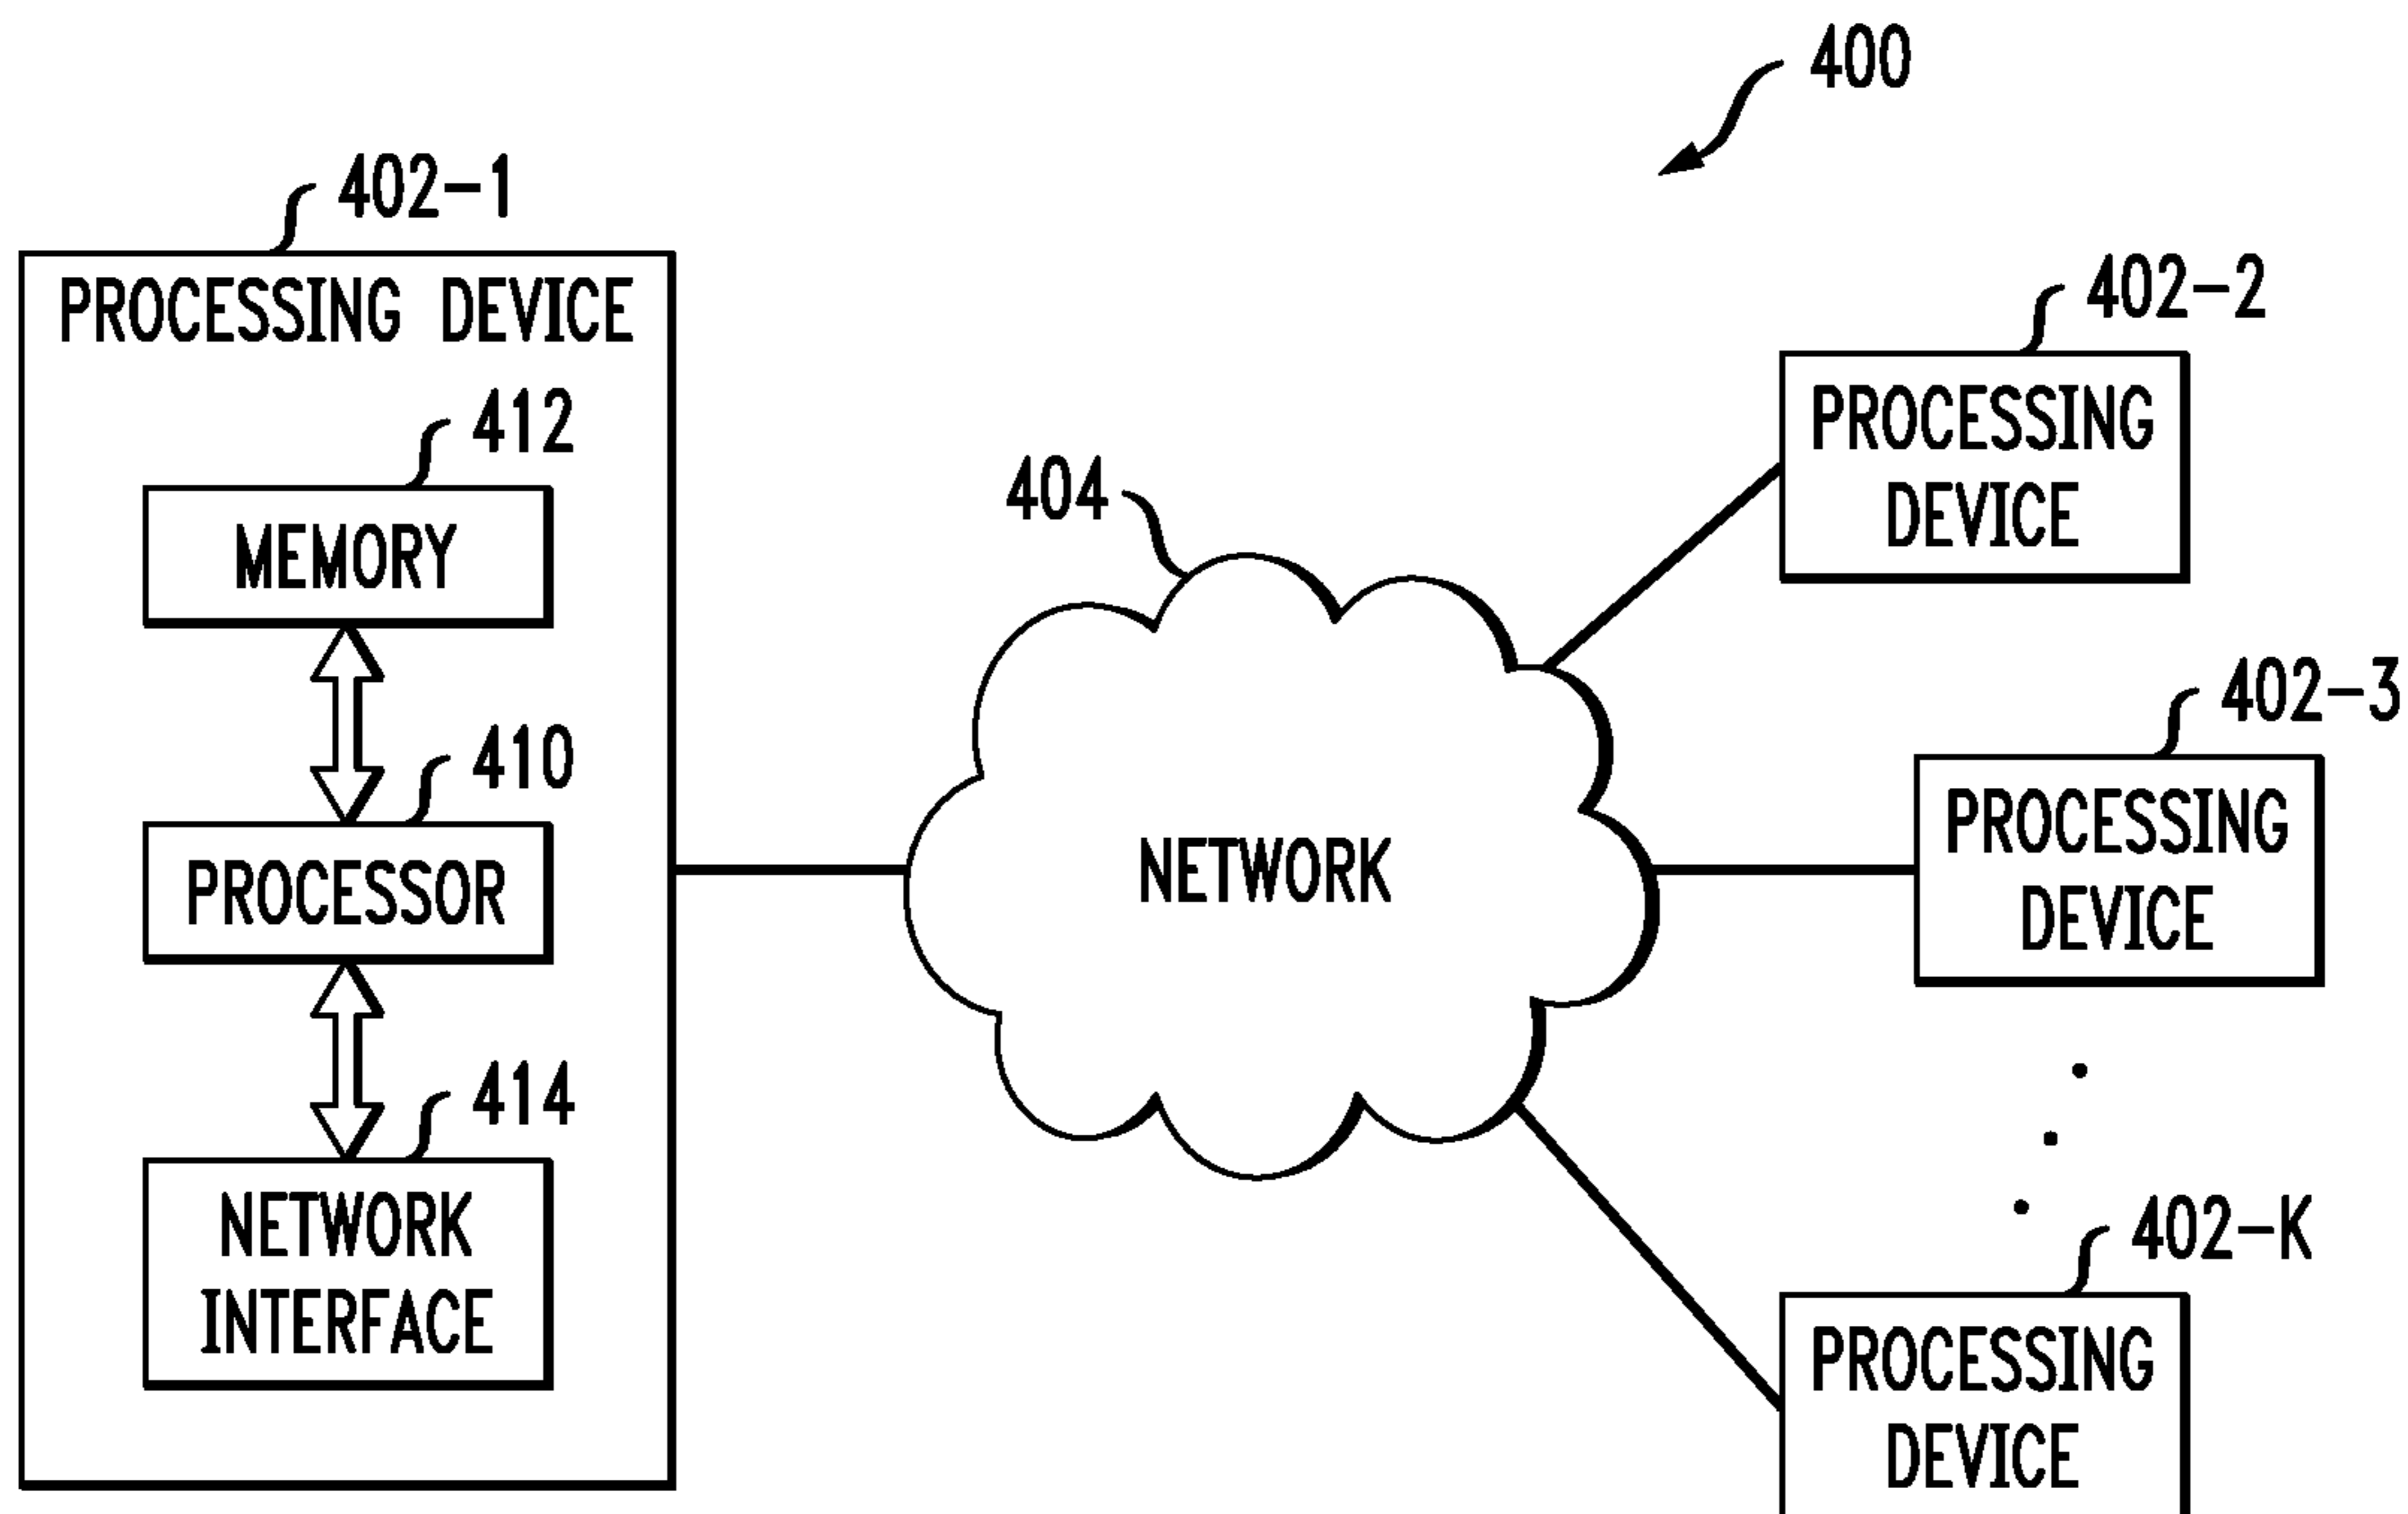 400
402-1
PROCESSING DEVICE
412
MEMORY
410
PROCESSOR
414
NETWORK
INTERFACE
404
NETWORK
402-2
PROCESSING
DEVICE
402-3
PROCESSING
DEVICE
402-K
PROCESSING
DEVICE